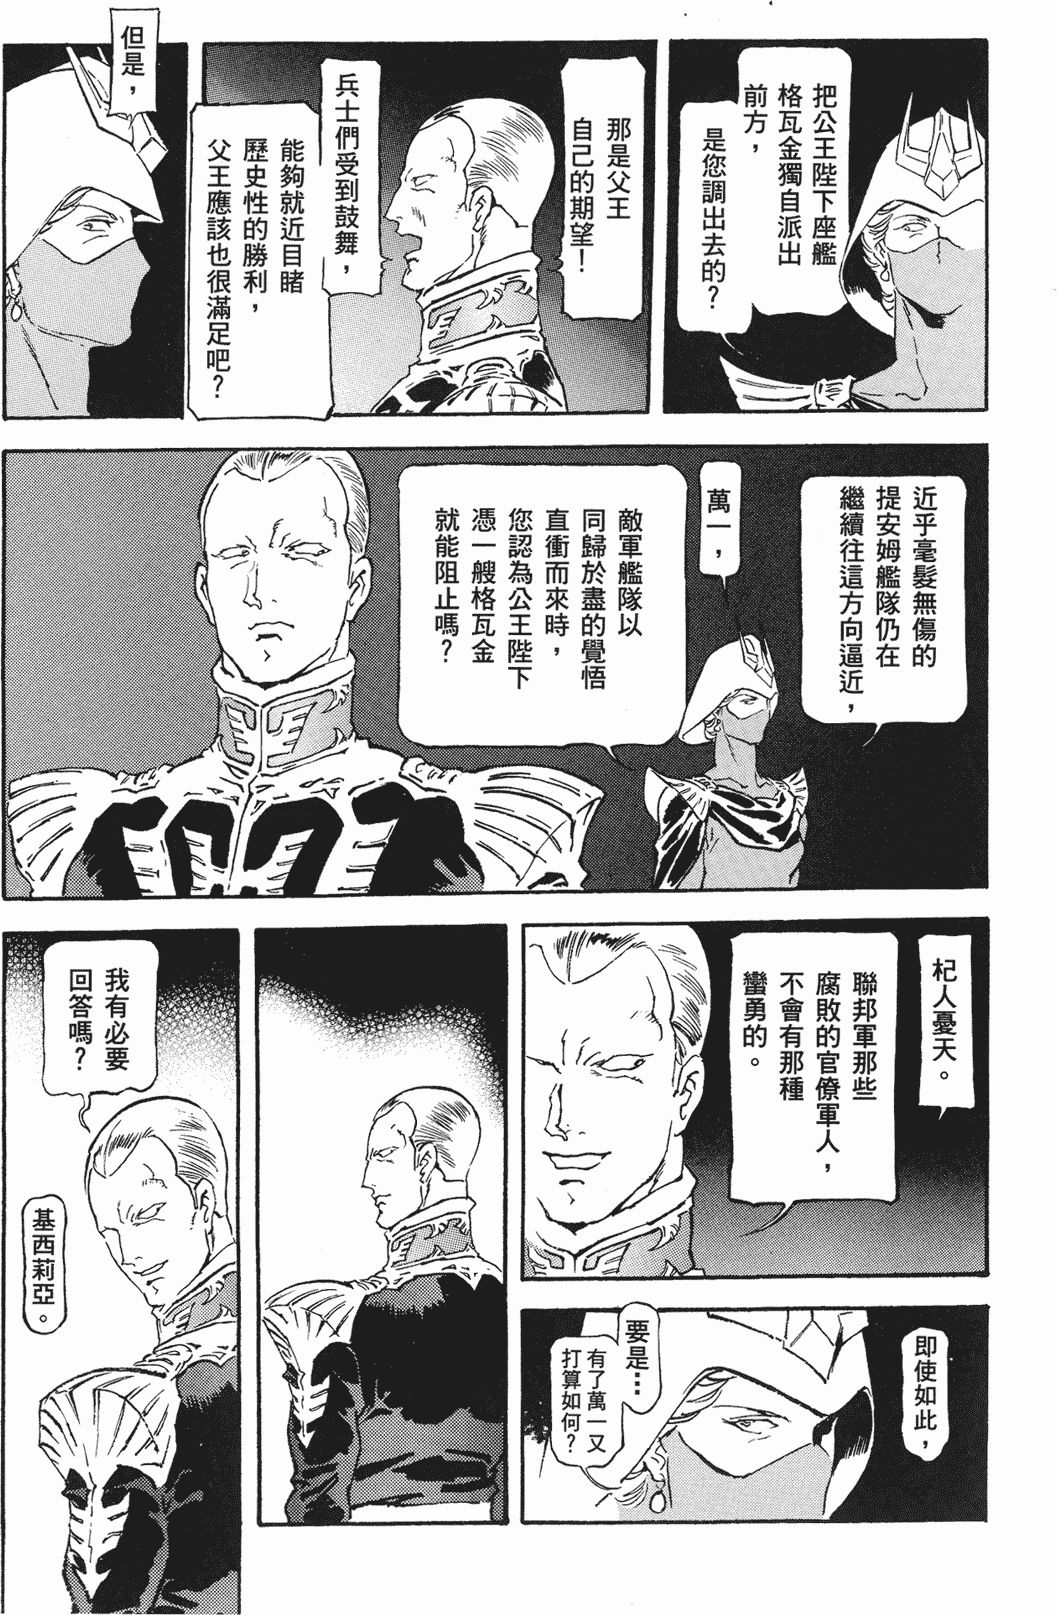 把公王陛下座艦
格瓦金獨自派出
前方，
是您調出去的？
那是父王
自己的期望！
兵士們受到鼓舞，
能夠就近目睹
歷史性的勝利，
父王應該也很滿足吧？
但是，
近乎毫髮無傷的
提安姆艦隊仍在
繼續往這方向逼近，
萬一，
敵軍艦隊以
同歸於盡的覺悟
直衝而來時，
您認為公王陛下
憑一艘格瓦金
就能阻止嗎？
杞人憂天。
聯邦軍那些
腐敗的官僚軍人，
不會有那種
蠻勇的。
即使如此，
要是…
有了萬一又
打算如何？
我有必要
回答嗎？
基西莉亞。